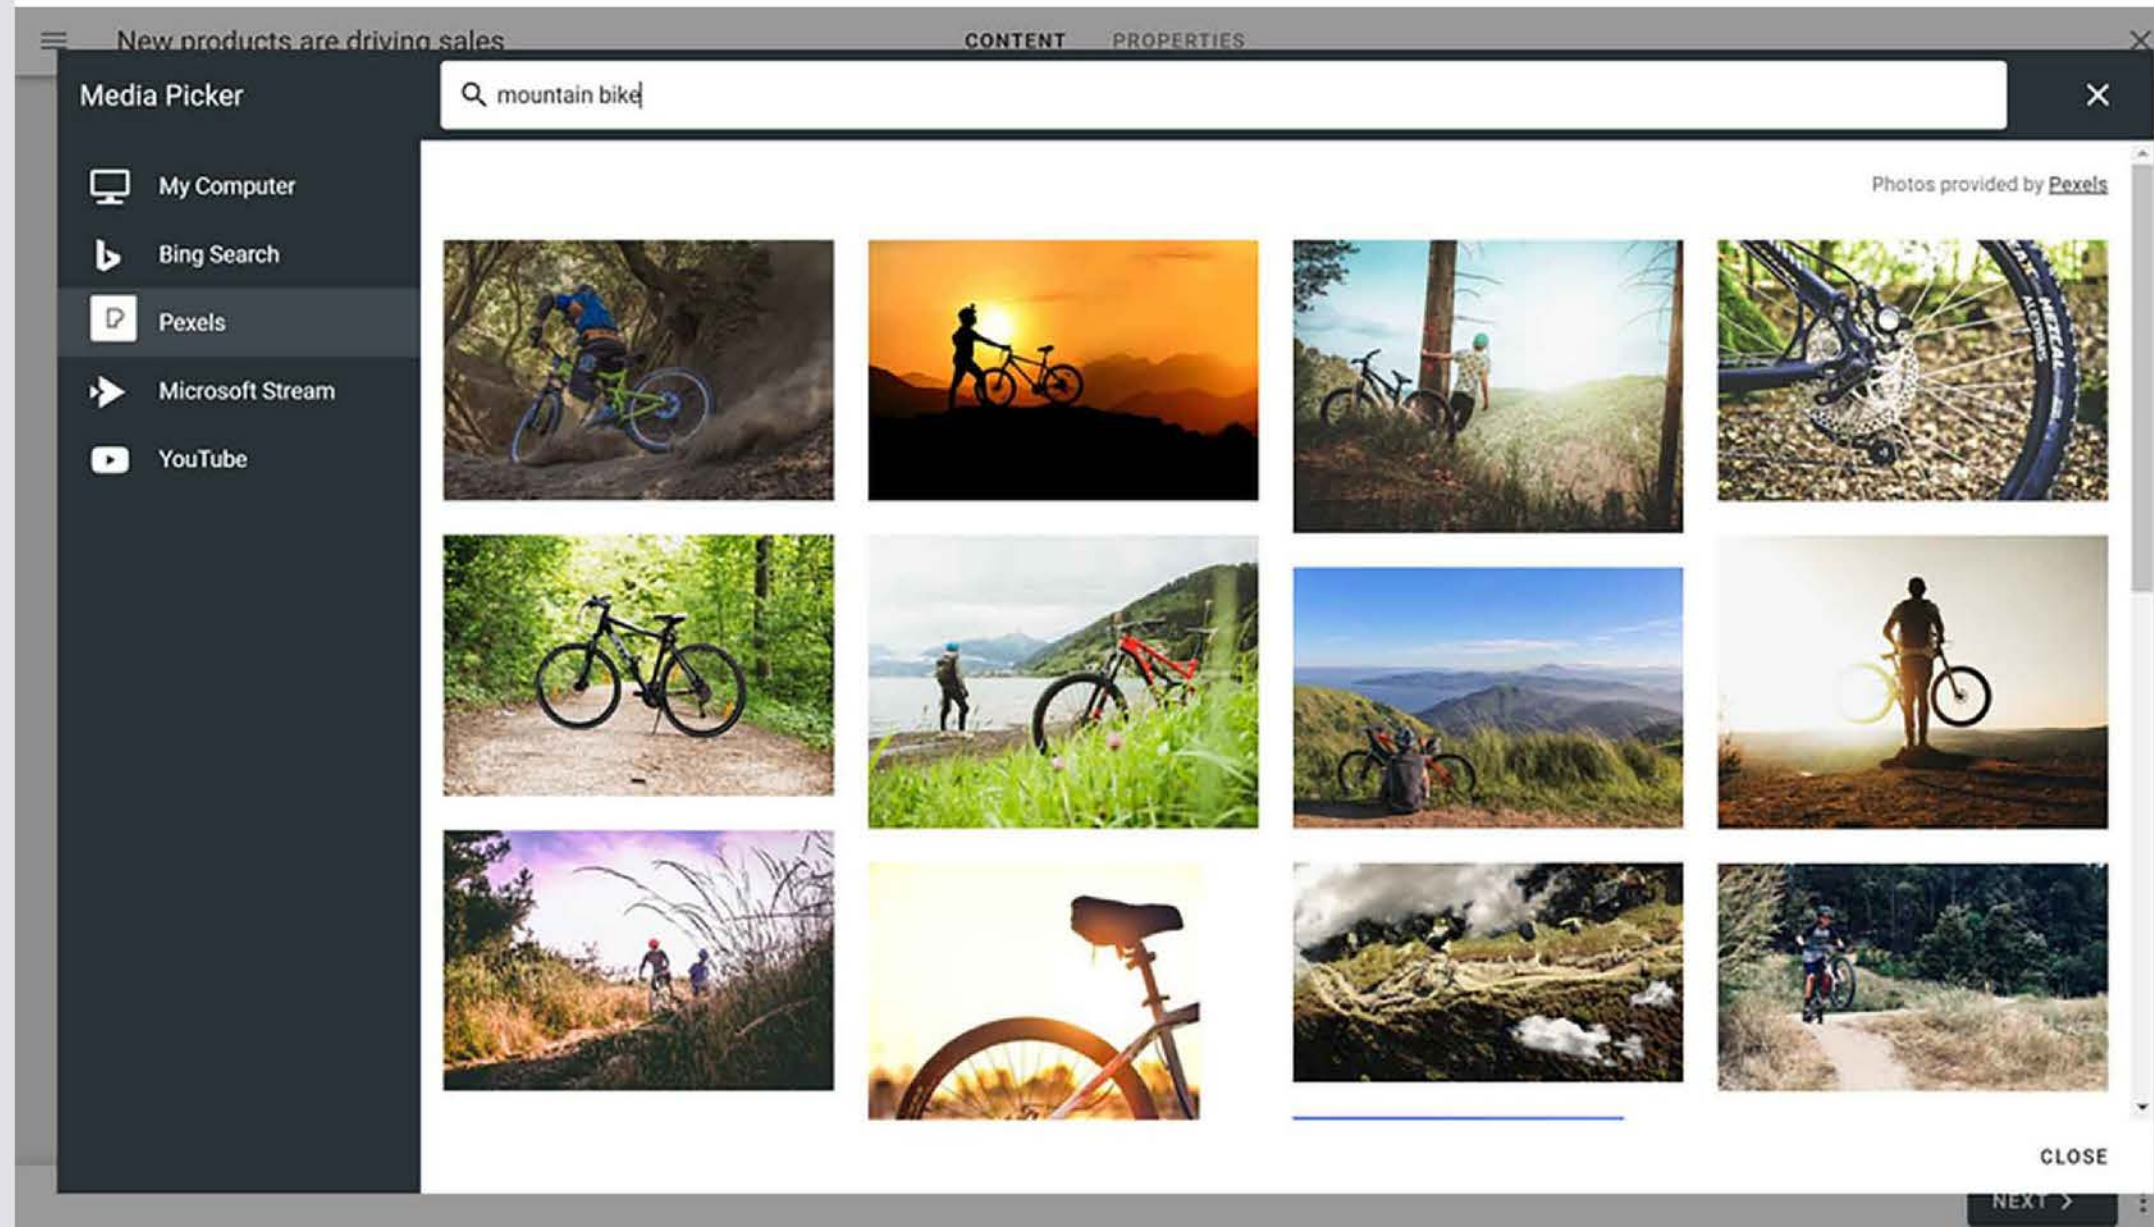 New products are driving sales
CONTENT PROPERTIES
Media Picker
mountain bike
My Computer
Bing Search
Pexels
Microsoft Stream
YouTube
Photos provided by Pexels
MEZCAL
CLOSE
NEXT